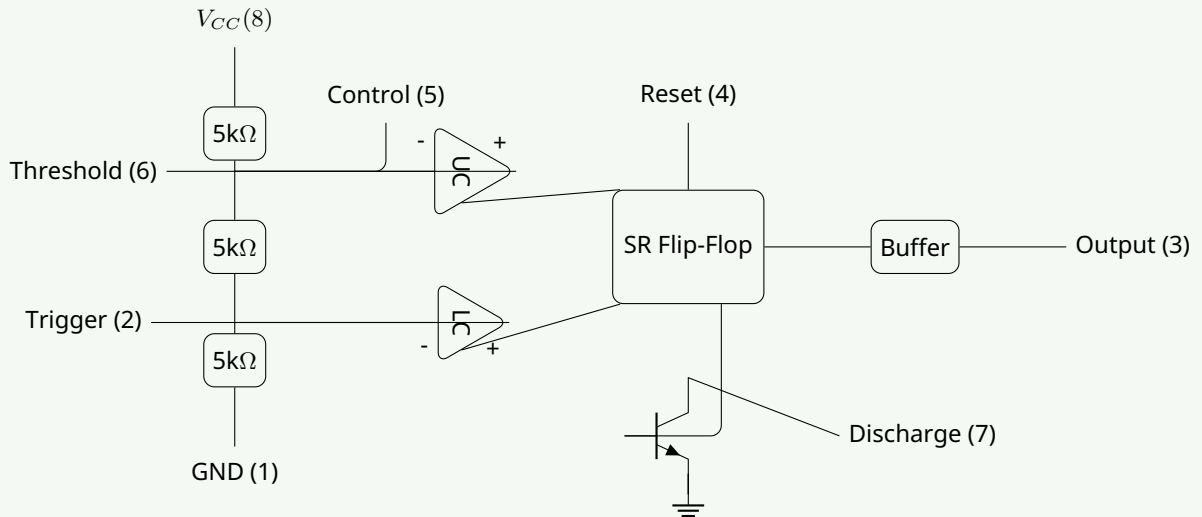 V_CC(8)
Control (5)
Reset (4)
5kΩ
-
+
Threshold (6)
UC
5kΩ
SR Flip-Flop
Buffer
Output (3)
Trigger (2)
LC
-
+
5kΩ
Discharge (7)
GND (1)